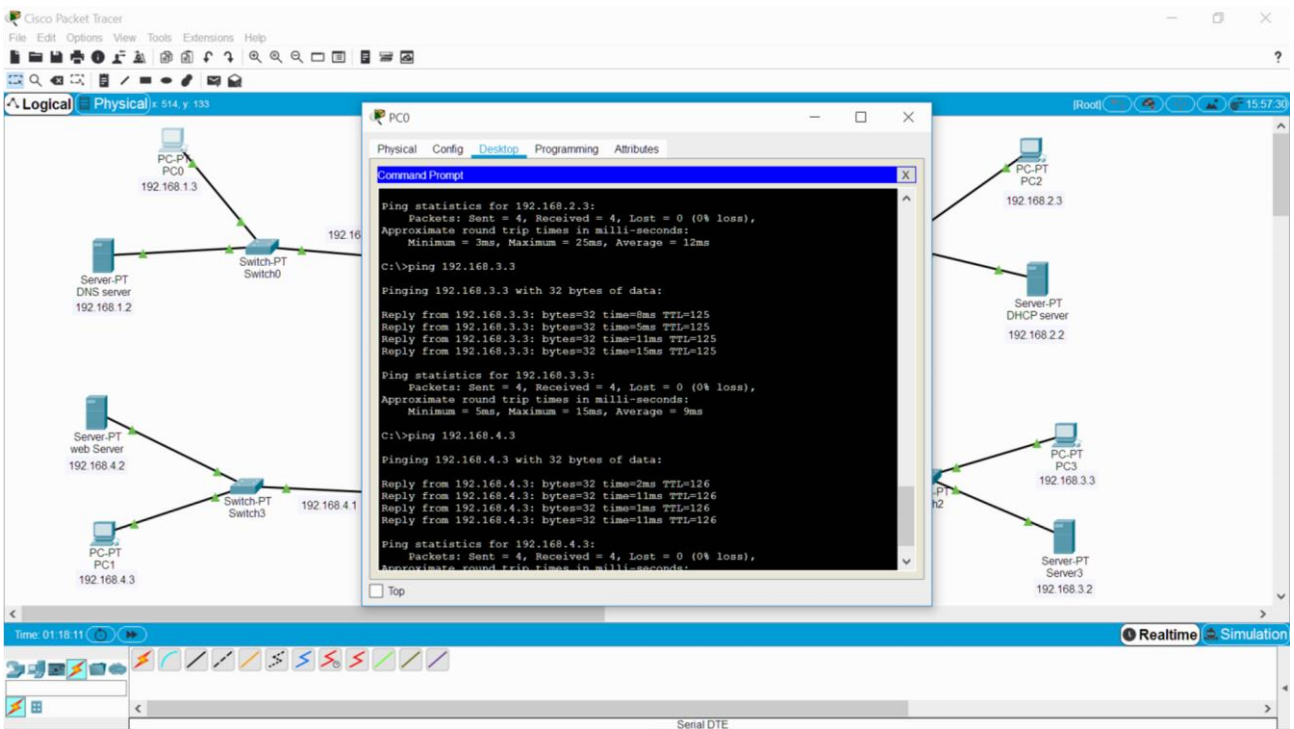 Cisco Packet Tracer
File Edit Options View Tools Extensions Help
?
Logical Physical x: 514, y: 133
[Root] 15:57:30
PC-PT
PC0
192.168.1.3
Server-PT
DNS server
192.168.1.2
Switch-PT
Switch0
192.16
Server-PT
web Server
192.168.4.2
Switch-PT
Switch3
192.168.4.1
PC-PT
PC1
192.168.4.3
PC0
Physical Config Desktop Programming Attributes
Command Prompt X
Ping statistics for 192.168.2.3:
Packets: Sent = 4, Received = 4, Lost = 0 (0% loss),
Approximate round trip times in milli-seconds:
Minimum = 3ms, Maximum = 25ms, Average = 12ms
C:\>ping 192.168.3.3
Pinging 192.168.3.3 with 32 bytes of data:
Reply from 192.168.3.3: bytes=32 time=8ms TTL=125
Reply from 192.168.3.3: bytes=32 time=5ms TTL=125
Reply from 192.168.3.3: bytes=32 time=11ms TTL=125
Reply from 192.168.3.3: bytes=32 time=15ms TTL=125
Ping statistics for 192.168.3.3:
Packets: Sent = 4, Received = 4, Lost = 0 (0% loss),
Approximate round trip times in milli-seconds:
Minimum = 5ms, Maximum = 15ms, Average = 9ms
C:\>ping 192.168.4.3
Pinging 192.168.4.3 with 32 bytes of data:
Reply from 192.168.4.3: bytes=32 time=2ms TTL=126
Reply from 192.168.4.3: bytes=32 time=11ms TTL=126
Reply from 192.168.4.3: bytes=32 time=1ms TTL=126
Reply from 192.168.4.3: bytes=32 time=11ms TTL=126
Ping statistics for 192.168.4.3:
Packets: Sent = 4, Received = 4, Lost = 0 (0% loss),
Approximate round trip times in milli-seconds:
Top
PC-PT
PC2
192.168.2.3
Server-PT
DHCP server
192.168.2.2
PC-PT
PC3
192.168.3.3
-PT
h2
Server-PT
Server3
192.168.3.2
Time: 01:18:11
Realtime Simulation
Serial DTE